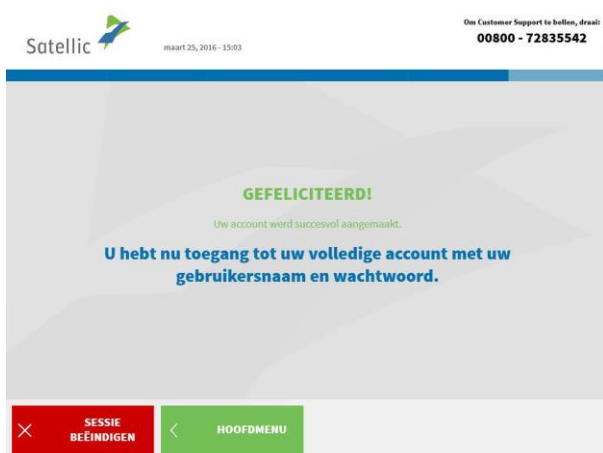 Satellic
maart 25, 2016 - 15:03
Om Customer Support te bellen, draai:
00800 - 72835542
GEFELICITEERD!
Uw account werd succesvol aangemaakt.
U hebt nu toegang tot uw volledige account met uw
gebruikersnaam en wachtwoord.
SESSIE
BEËINDIGEN
HOOFDMENU